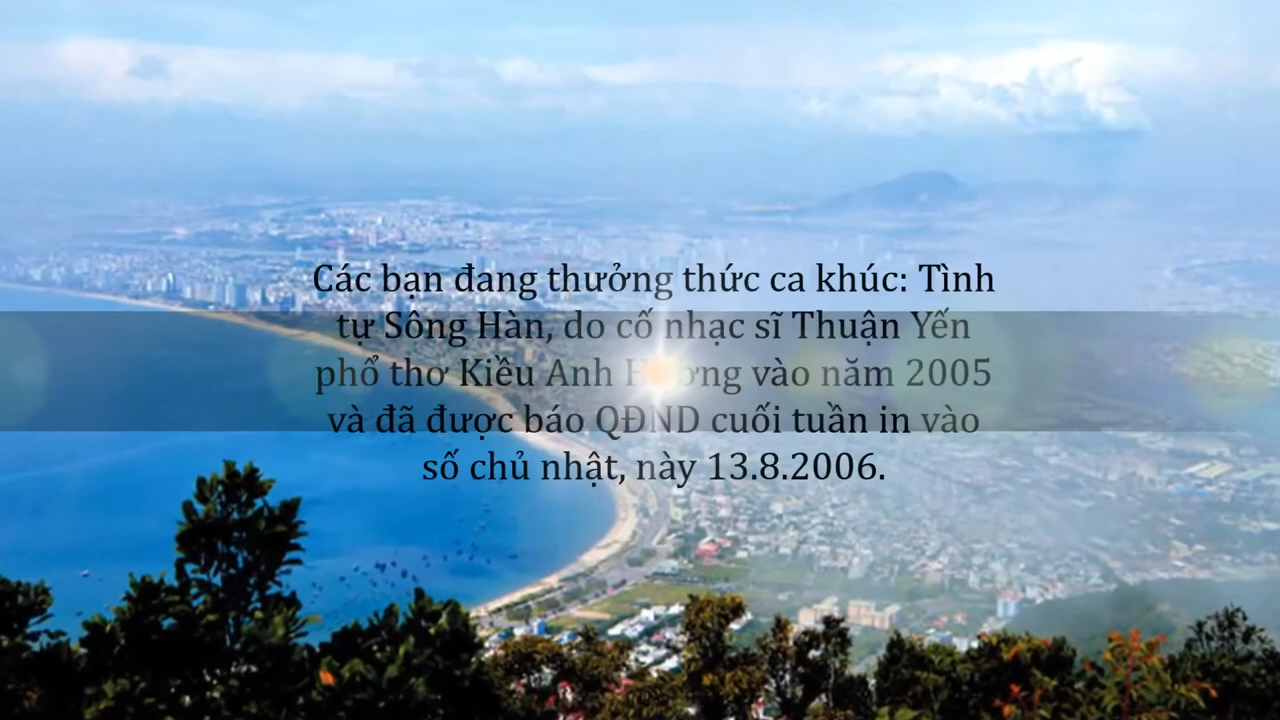 Các bạn đang thưởng thức ca khúc: Tình
tự Sông Hàn, do cố nhạc sĩ Thuận Yến
phổ thơ Kiều Anh Hương vào năm 2005
và đã được báo QĐND cuối tuần in vào
số chủ nhật, này 13.8.2006.